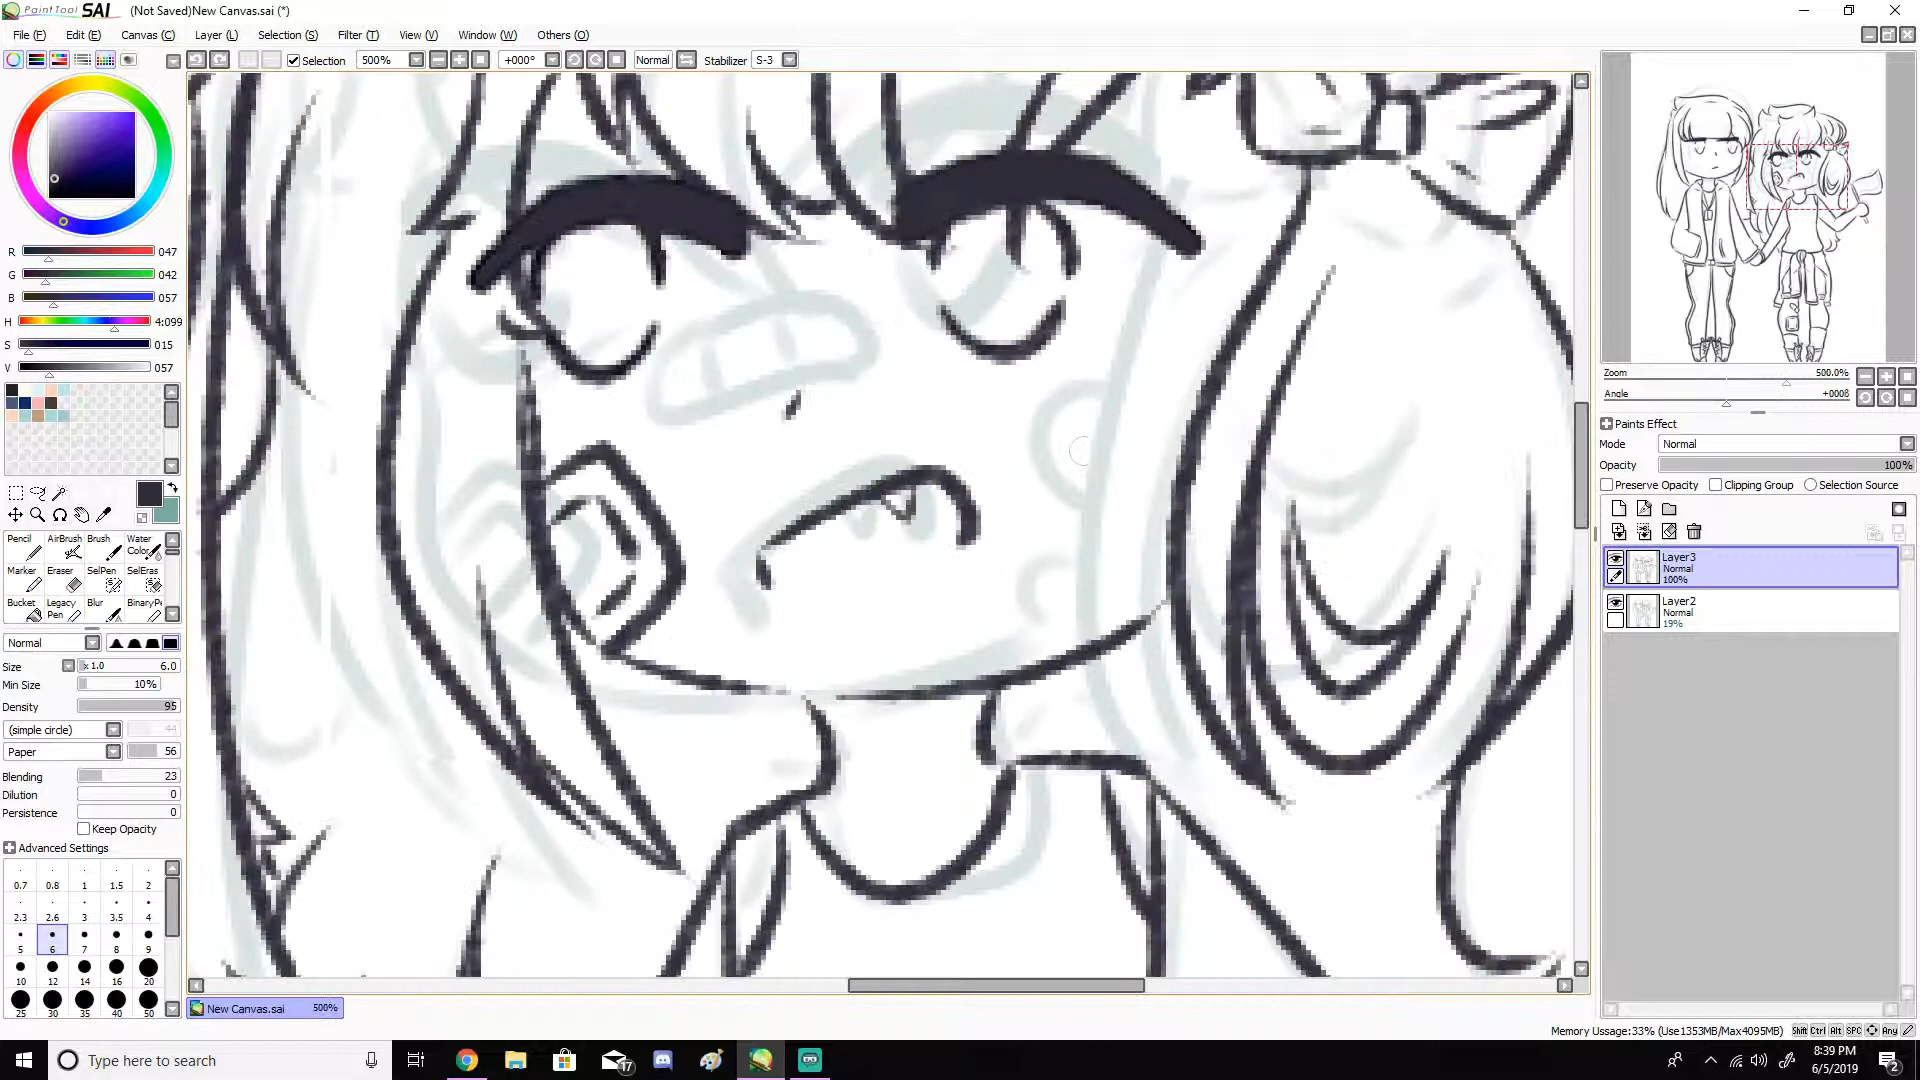 PaintTool SAI (Not Saved)New Canvas.sai (*)
File (F) Edit (E) Canvas (C) Layer (L) Selection (S) Filter (T) View (V) Window (W) Others (O)
Selection 500% +000° Normal Stabilizer S-3
R 047
G 042
B 057
H 4:099
S 015
V 057
Pencil AirBrush Brush Water Color
Marker Eraser SelPen SelEras
Bucket Legacy Pen Blur BinaryPe
Normal
Size x 1.0 6.0
Min Size 10%
Density 95
(simple circle) 44
Paper 56
Blending 23
Dilution 0
Persistence 0
Keep Opacity
Advanced Settings
0.7 0.8 1 1.5 2
2.3 2.6 3 3.5 4
5 6 7 8 9
10 12 14 16 20
25 30 35 40 50
Zoom 500.0%
Angle
Paints Effect
Mode Normal
Opacity 100%
Preserve Opacity Clipping Group Selection Source
Layer3
Normal
100%
Layer2
Normal
19%
New Canvas.sai 500%
Memory Ussage:33% (Use1353MB/Max4095MB) Shift Ctrl Alt SPC Any
Type here to search
17
8:39 PM
6/5/2019
2